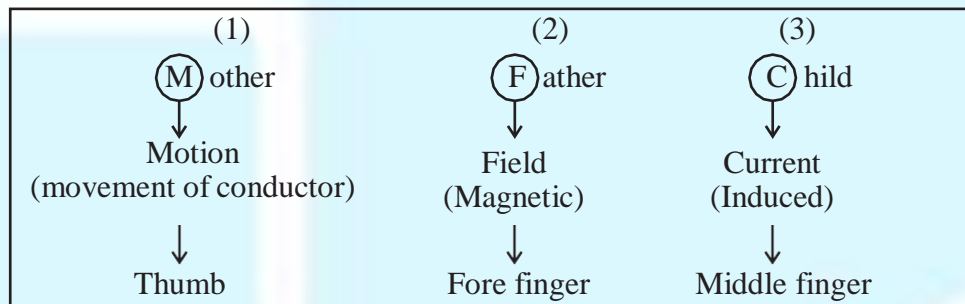 (1) (2) (3)
Mother Father Child
Motion Field Current
(movement of conductor) (Magnetic) (Induced)
Thumb Fore finger Middle finger